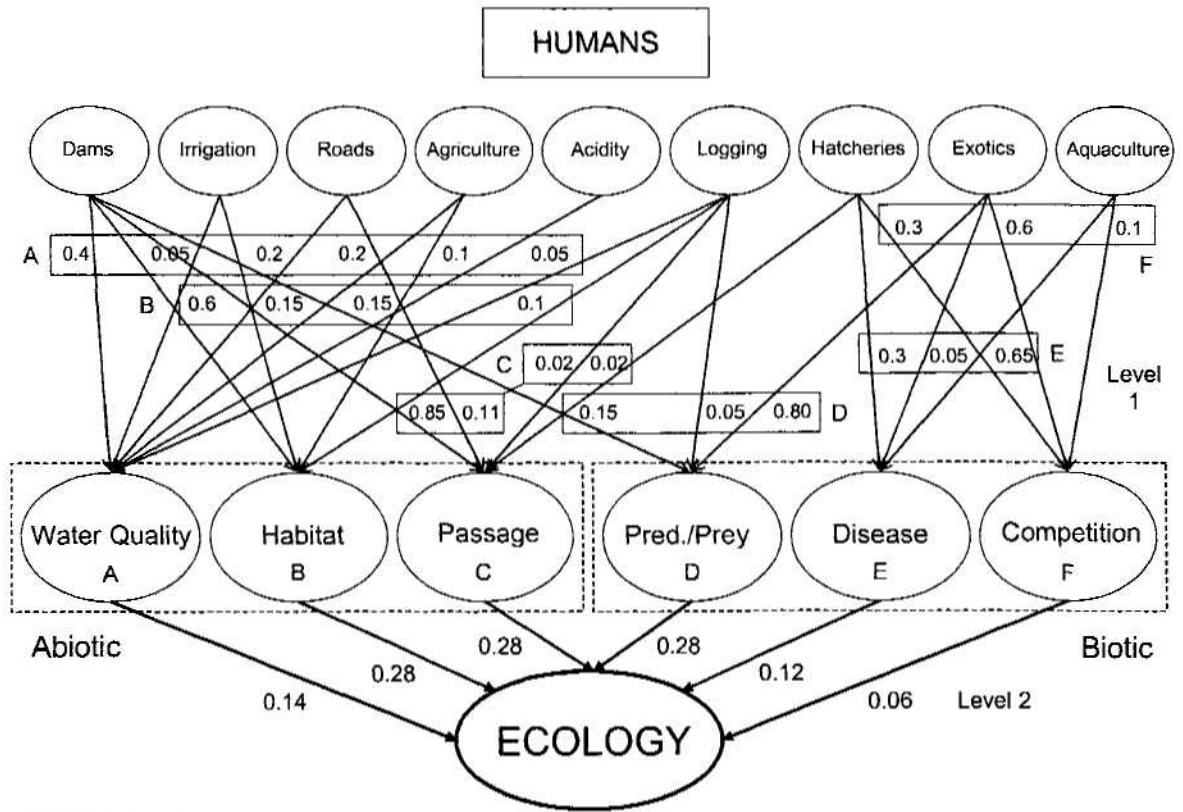 HUMANS
Dams Irrigation Roads Agriculture Acidity Logging Hatcheries Exotics Aquaculture
0.3 0.6 0.1
A 0.4 0.05 0.2 0.2 0.1 0.05
F
B 0.6 0.15 0.15 0.1
C 0.02 0.02
0.3 0.05 0.65 E
Level
1
0.85 0.11
0.15 0.05 0.80 D
Water Quality Habitat Passage Pred./Prey Disease Competition
A B C D E F
Abiotic
Biotic
0.14 0.28 0.28 0.28 0.12 0.06 Level 2
ECOLOGY